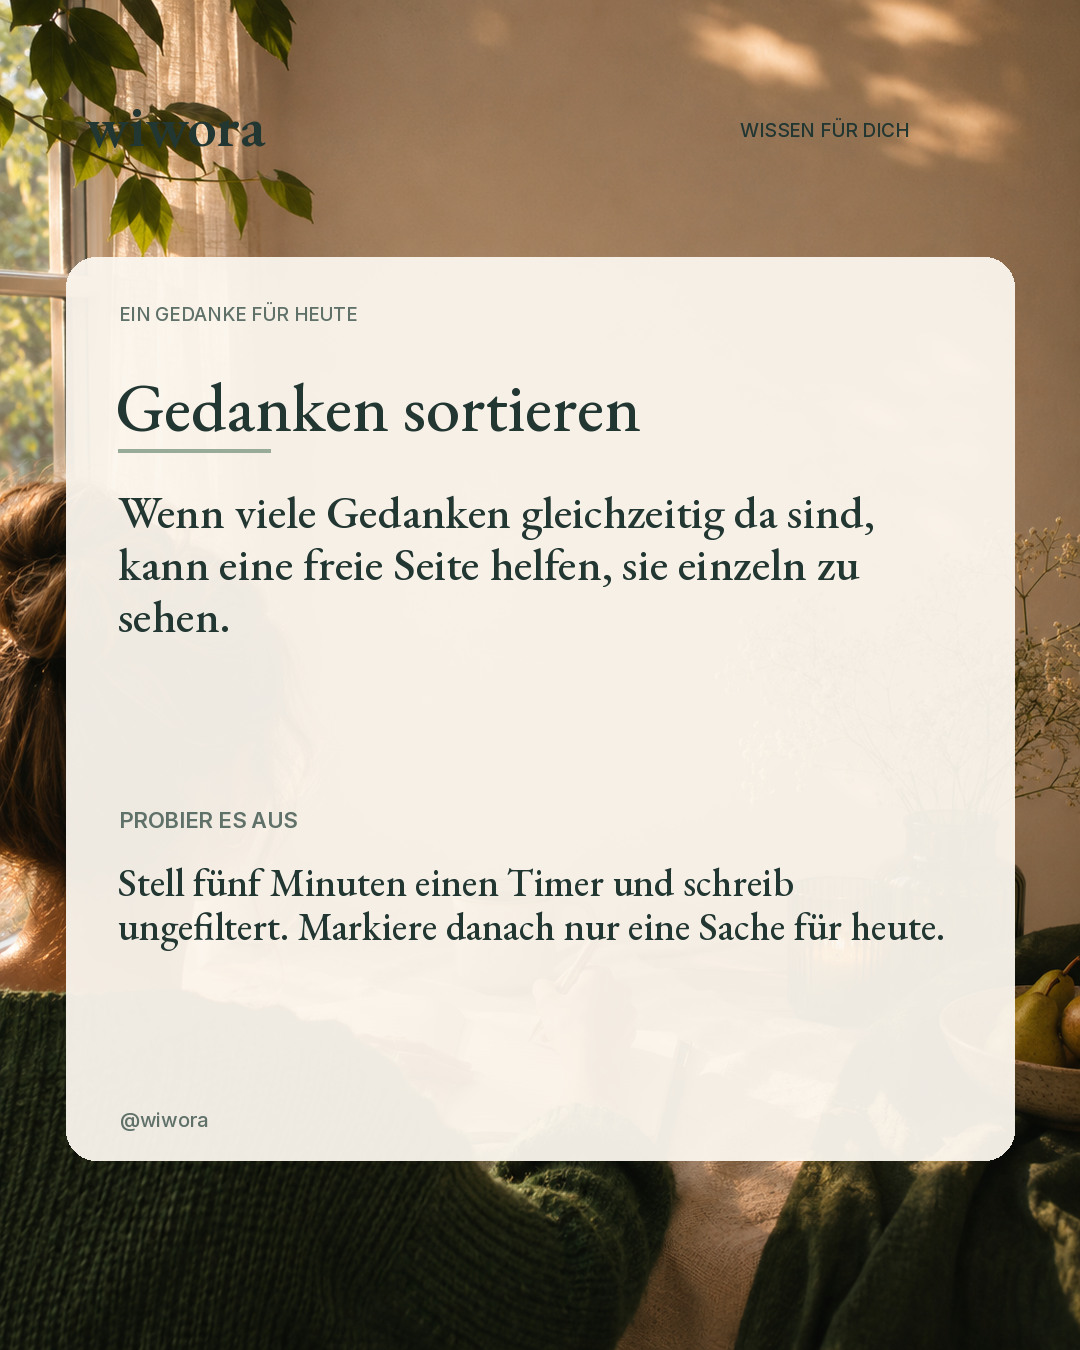 wiwora
WISSEN FÜR DICH
EIN GEDANKE FÜR HEUTE
Gedanken sortieren
Wenn viele Gedanken gleichzeitig da sind,
kann eine freie Seite helfen, sie einzeln zu
sehen.
PROBIER ES AUS
Stell fünf Minuten einen Timer und schreib
ungefiltert. Markiere danach nur eine Sache für heute.
@wiwora